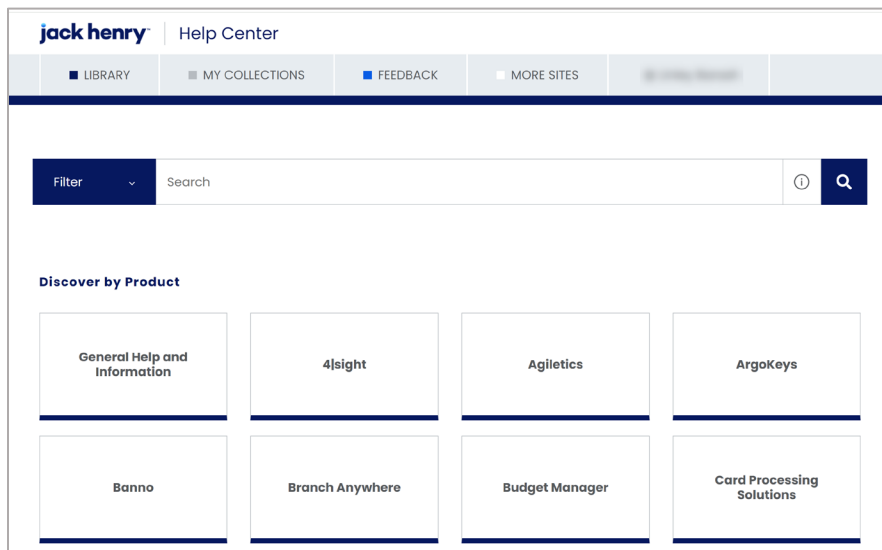 jack henry™ Help Center
LIBRARY MY COLLECTIONS FEEDBACK MORE SITES
Filter Search
Discover by Product
General Help and
Information
4|sight
Agiletics
ArgoKeys
Banno
Branch Anywhere
Budget Manager
Card Processing
Solutions